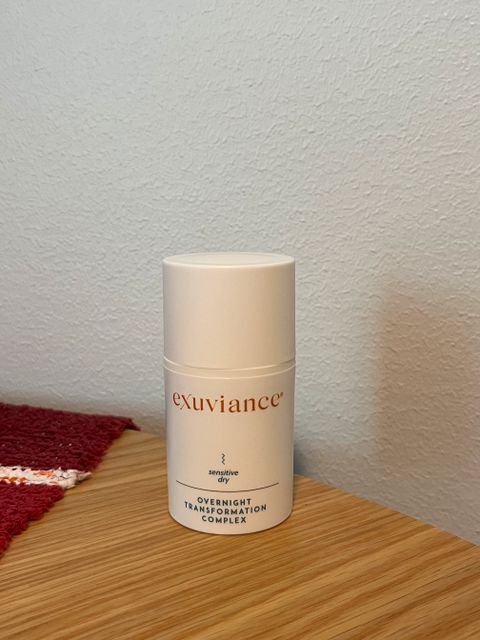 exuviance®
sensitive
dry
OVERNIGHT
TRANSFORMATION
COMPLEX